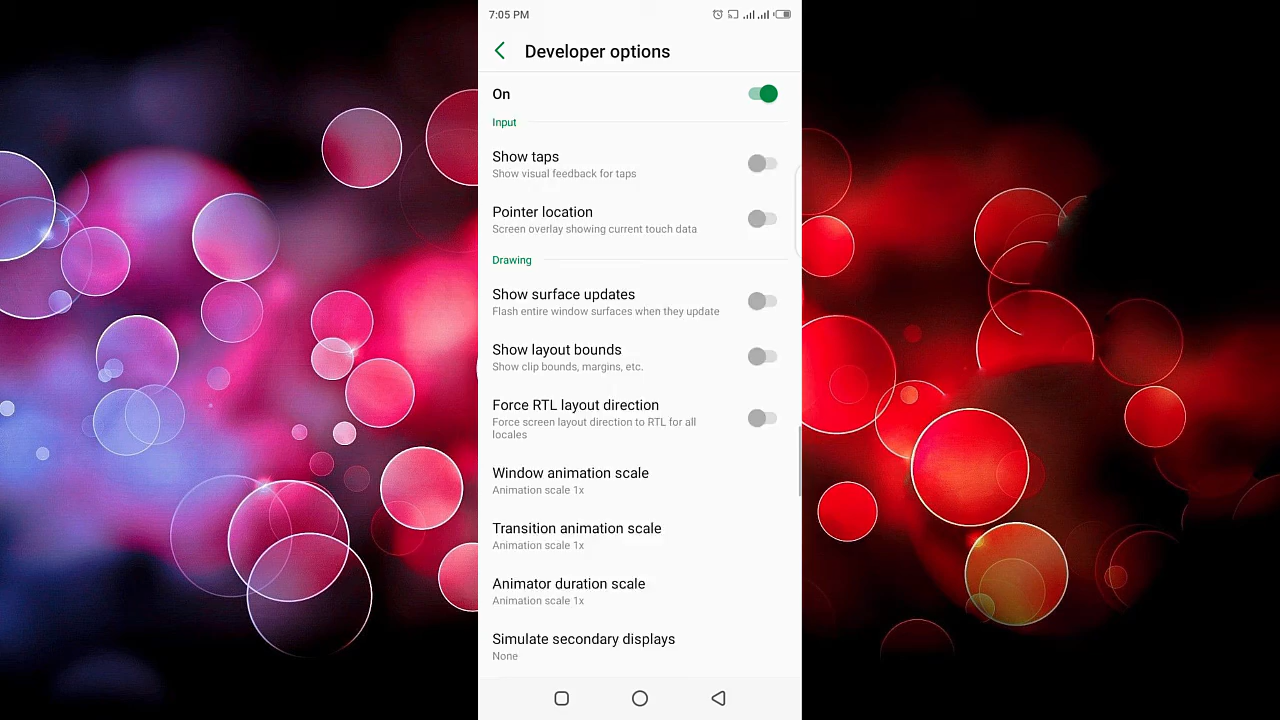 7:05 PM
Developer options
On
Input
Show taps
Show visual feedback for taps
Pointer location
Screen overlay showing current touch data
Drawing
Show surface updates
Flash entire window surfaces when they update
Show layout bounds
Show clip bounds, margins, etc.
Force RTL layout direction
Force screen layout direction to RTL for all
locales
Window animation scale
Animation scale 1x
Transition animation scale
Animation scale 1x
Animator duration scale
Animation scale 1x
Simulate secondary displays
None